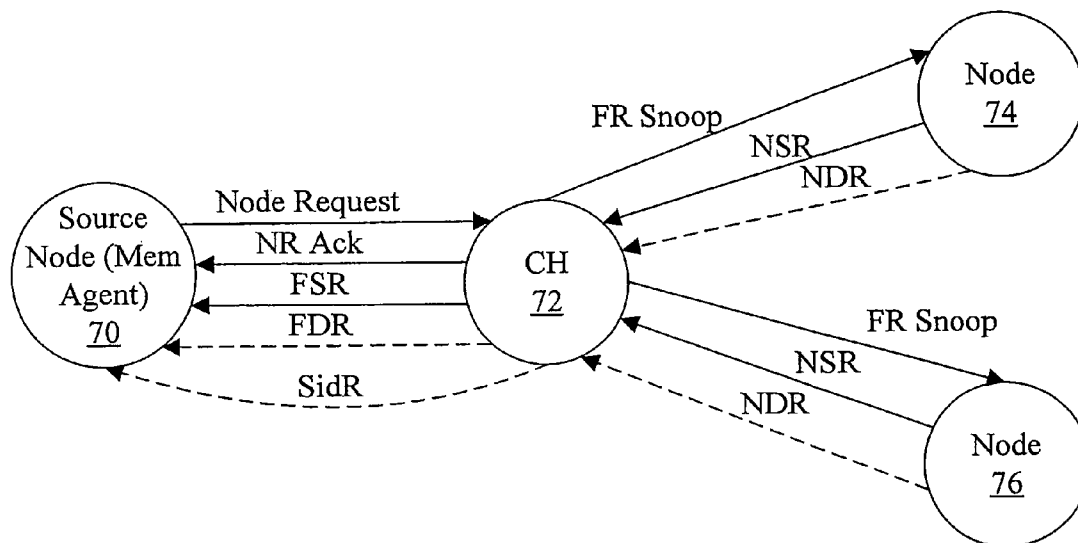 Source
Node (Mem
Agent)
70
Node Request
NR Ack
FSR
FDR
SidR
CH
72
FR Snoop
NSR
NDR
Node
74
FR Snoop
NSR
NDR
Node
76